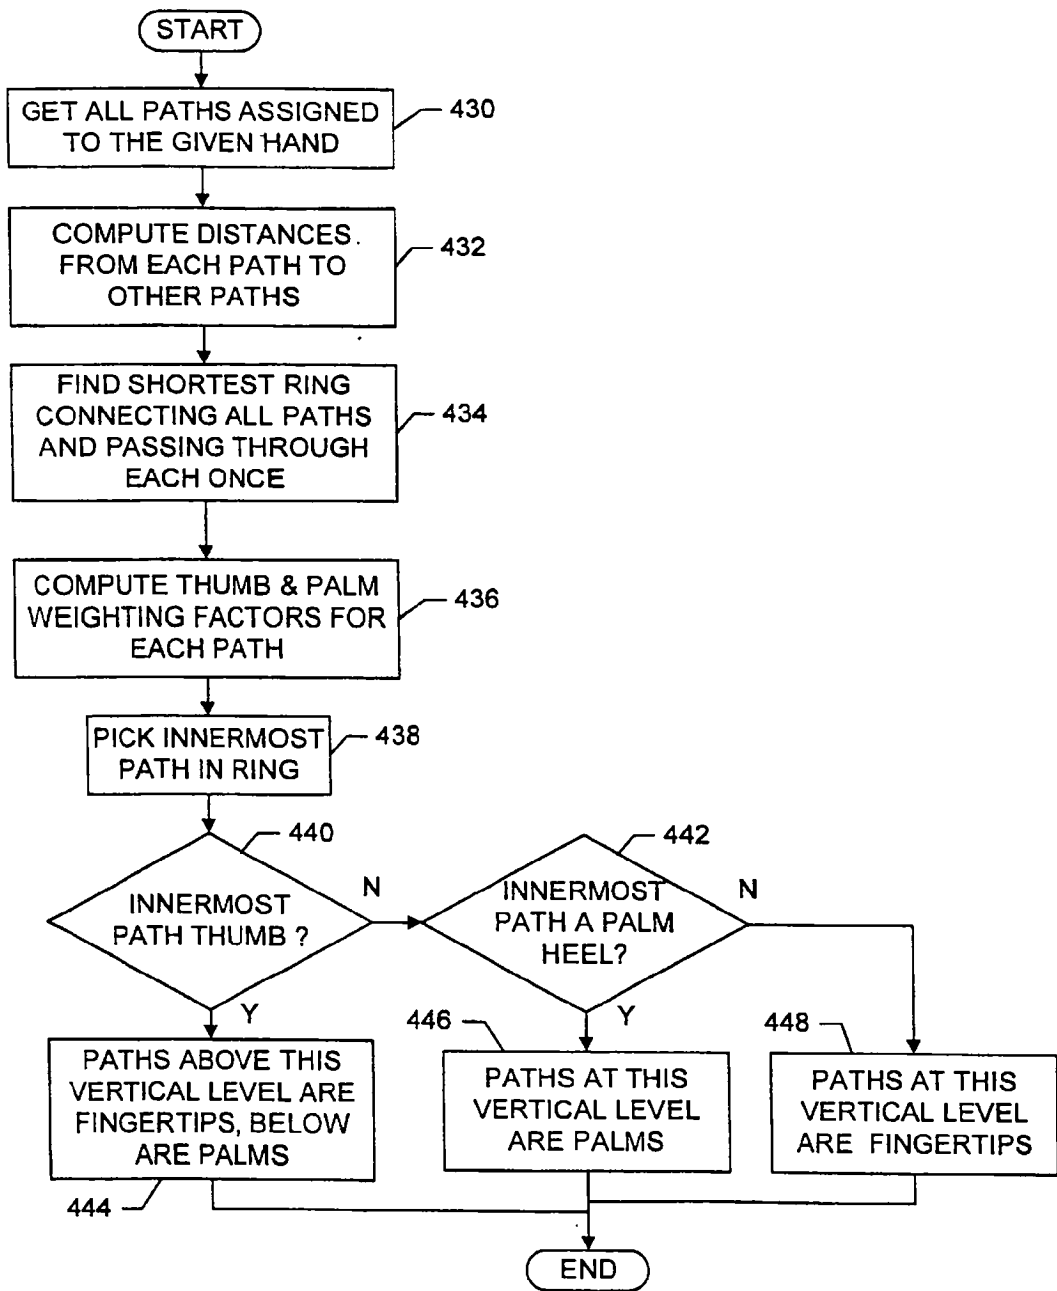 START
GET ALL PATHS ASSIGNED
TO THE GIVEN HAND
430
COMPUTE DISTANCES
FROM EACH PATH TO
OTHER PATHS
432
FIND SHORTEST RING
CONNECTING ALL PATHS
AND PASSING THROUGH
EACH ONCE
434
COMPUTE THUMB & PALM
WEIGHTING FACTORS FOR
EACH PATH
436
PICK INNERMOST
PATH IN RING
438
440
INNERMOST
PATH THUMB ?
N
Y
442
INNERMOST
PATH A PALM
HEEL?
N
Y
PATHS ABOVE THIS
VERTICAL LEVEL ARE
FINGERTIPS, BELOW
ARE PALMS
444
446
PATHS AT THIS
VERTICAL LEVEL
ARE PALMS
448
PATHS AT THIS
VERTICAL LEVEL
ARE FINGERTIPS
END